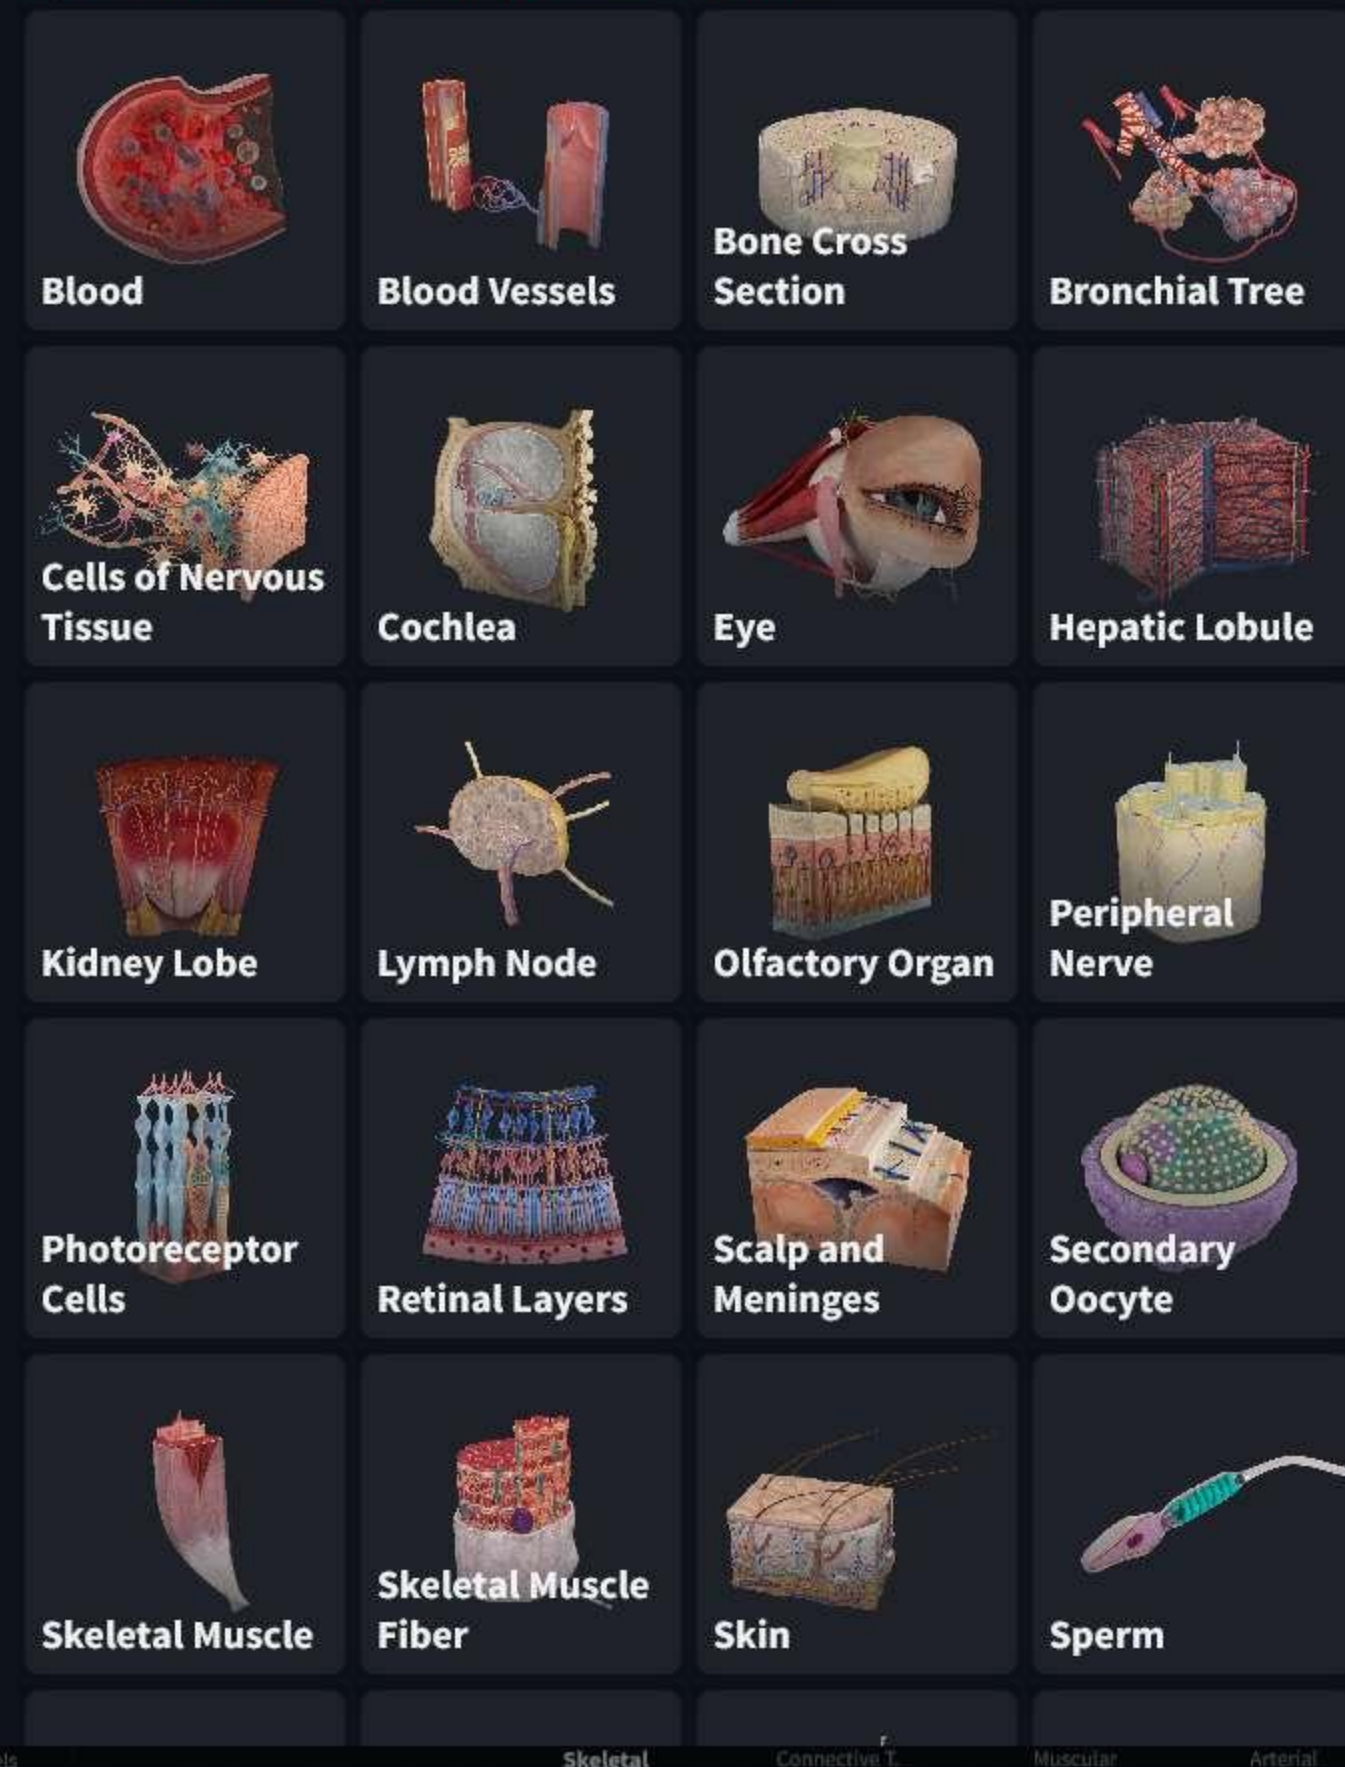 Blood
Blood Vessels
Bone Cross
Section
Bronchial Tree
Cells of Nervous
Tissue
Cochlea
Eye
Hepatic Lobule
Kidney Lobe
Lymph Node
Olfactory Organ
Peripheral
Nerve
Photoreceptor
Cells
Retinal Layers
Scalp and
Meninges
Secondary
Oocyte
Skeletal Muscle
Skeletal Muscle
Fiber
Skin
Sperm
Skeletal
Connective T.
Muscular
Arterial